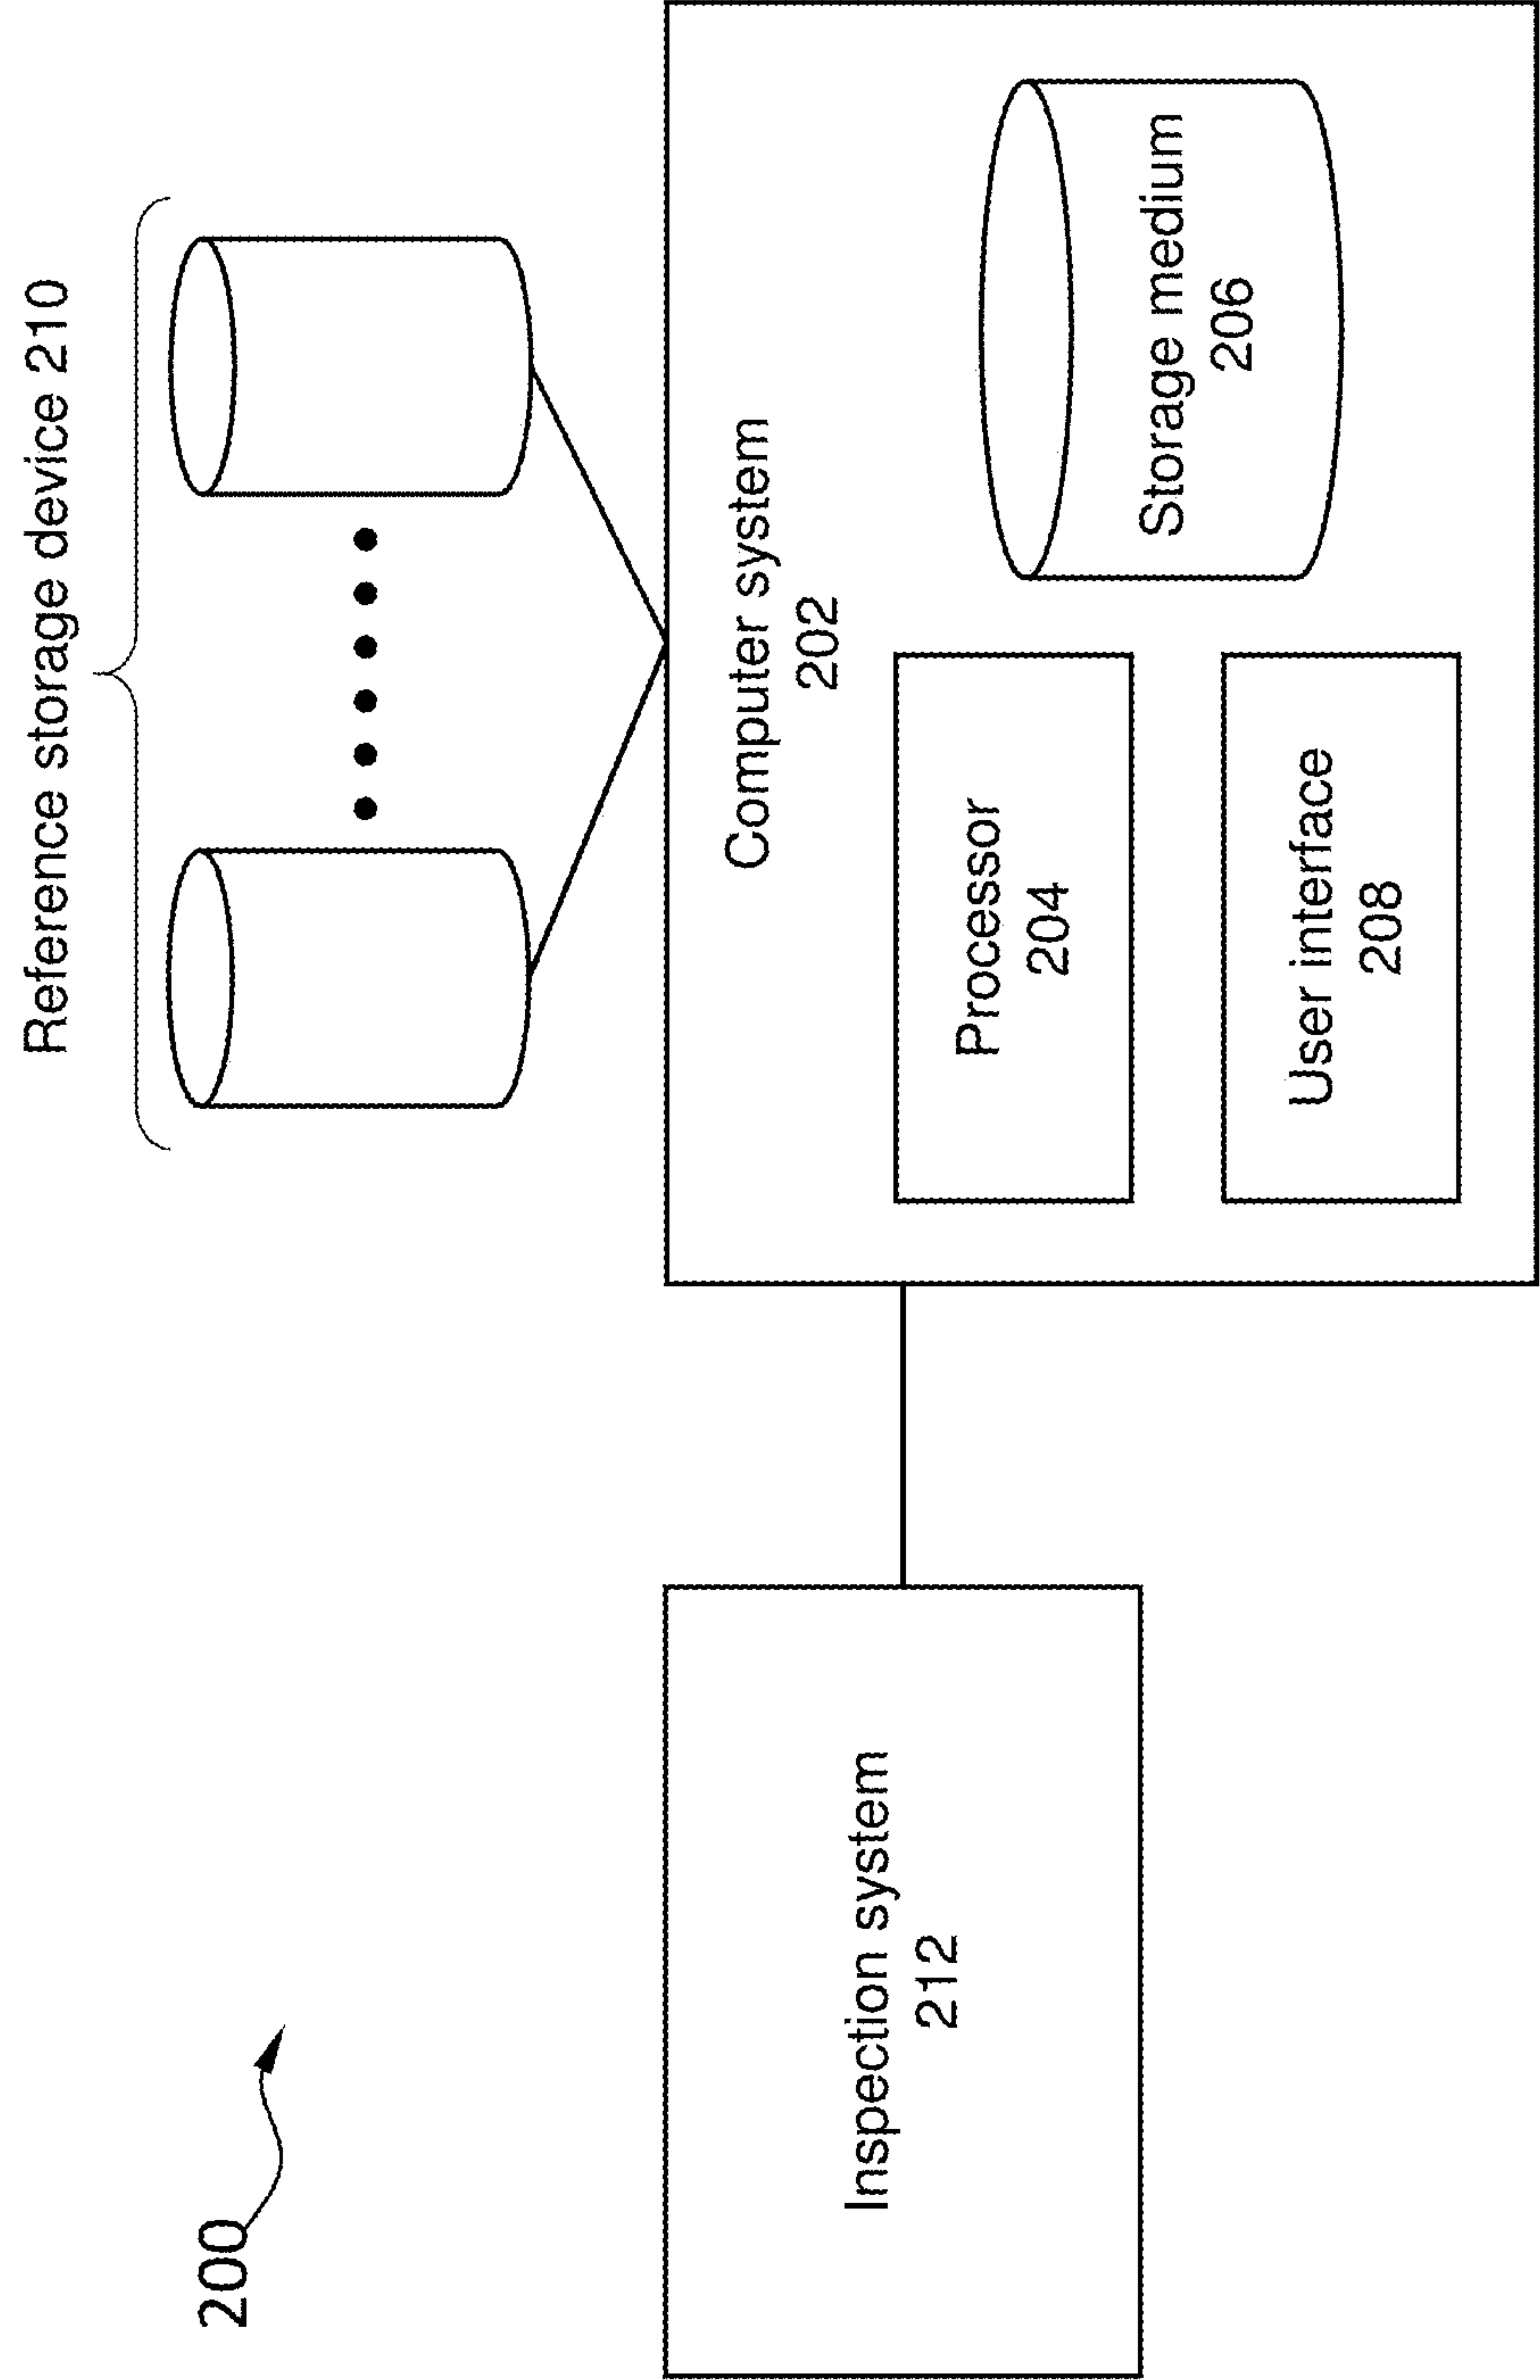 200
Reference storage device 210
Inspection system
212
Computer system
202
Processor
204
User interface
208
Storage medium
206